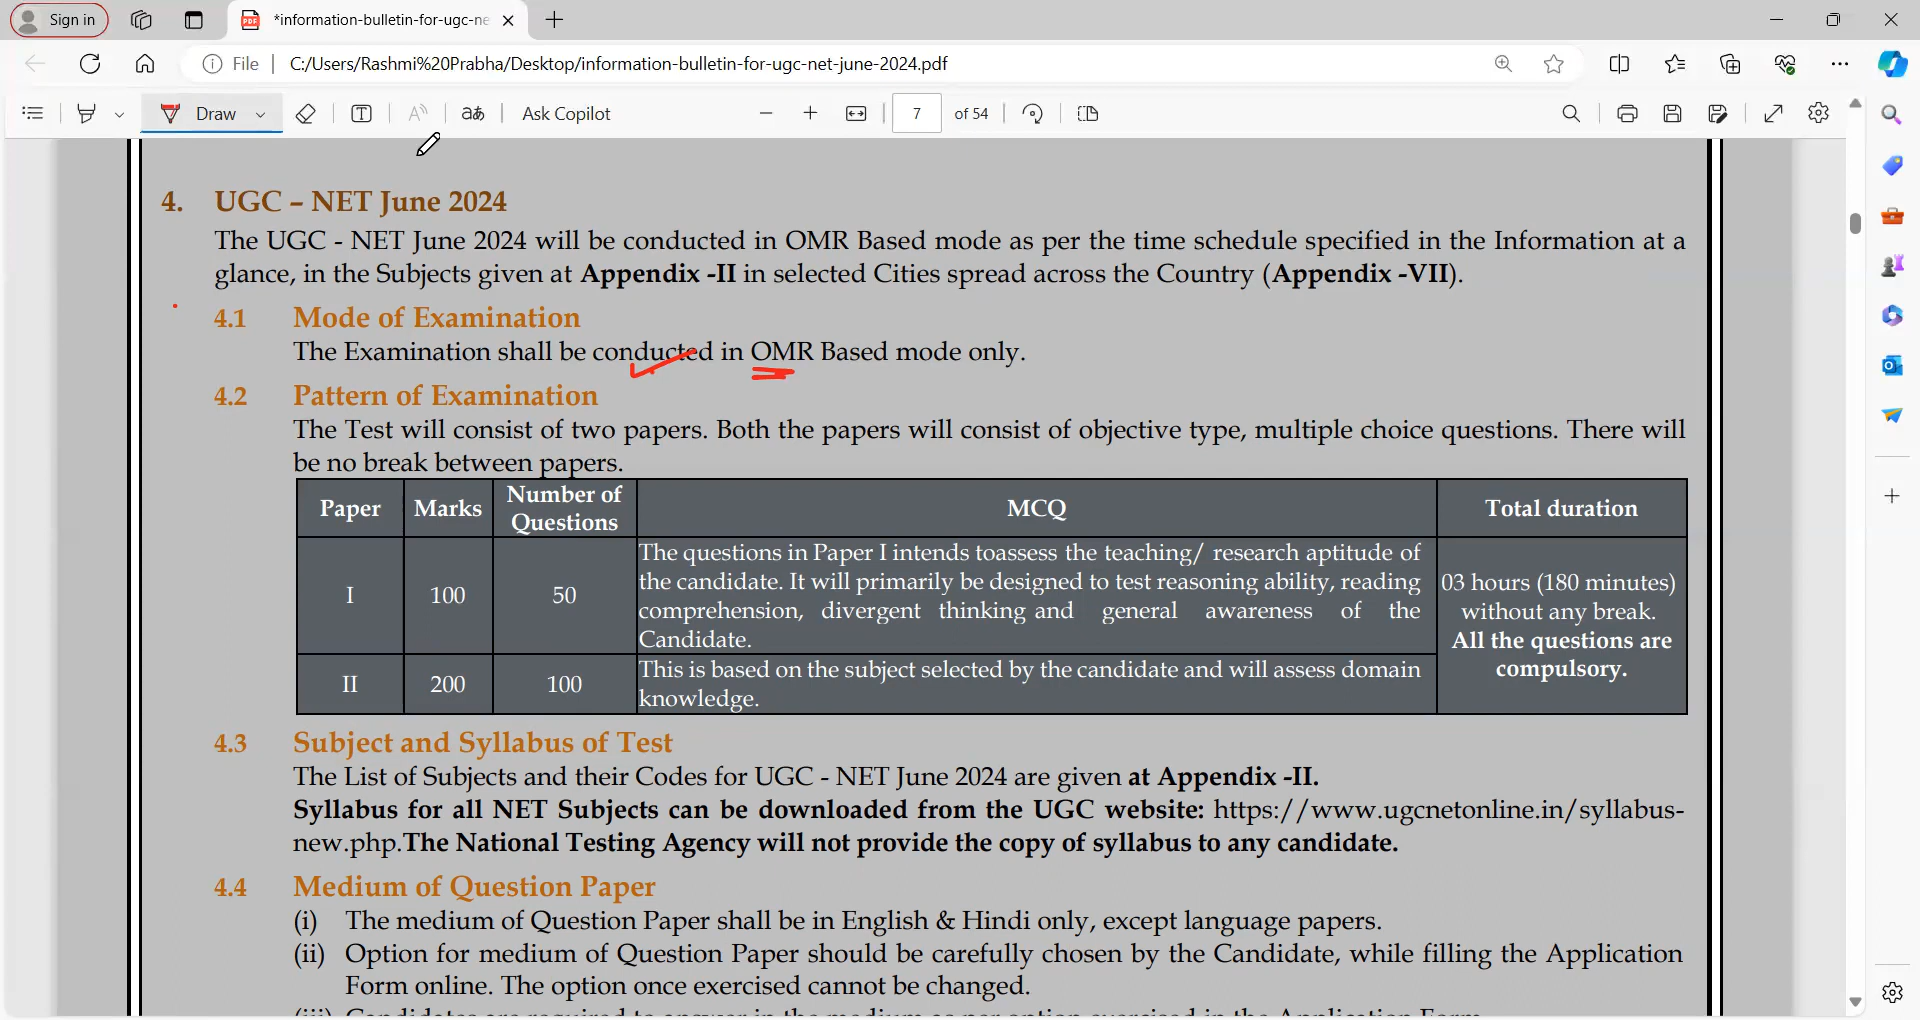 Sign in
*information-bulletin-for-ugc-ne
File
C:/Users/Rashmi%20Prabha/Desktop/information-bulletin-for-ugc-net-june-2024.pdf
Draw
Ask Copilot
7
of 54
4. UGC – NET June 2024
The UGC - NET June 2024 will be conducted in OMR Based mode as per the time schedule specified in the Information at a
glance, in the Subjects given at Appendix -II in selected Cities spread across the Country (Appendix -VII).
4.1 Mode of Examination
The Examination shall be conducted in OMR Based mode only.
4.2 Pattern of Examination
The Test will consist of two papers. Both the papers will consist of objective type, multiple choice questions. There will
be no break between papers.
Paper
Marks
Number of
Questions
MCQ
Total duration
I
100
50
The questions in Paper I intends toassess the teaching/ research aptitude of
the candidate. It will primarily be designed to test reasoning ability, reading
comprehension, divergent thinking and general awareness of the
Candidate.
03 hours (180 minutes)
without any break.
All the questions are
compulsory.
II
200
100
This is based on the subject selected by the candidate and will assess domain
knowledge.
4.3 Subject and Syllabus of Test
The List of Subjects and their Codes for UGC - NET June 2024 are given at Appendix -II.
Syllabus for all NET Subjects can be downloaded from the UGC website: https://www.ugcnetonline.in/syllabus-
new.php.The National Testing Agency will not provide the copy of syllabus to any candidate.
4.4 Medium of Question Paper
(i) The medium of Question Paper shall be in English & Hindi only, except language papers.
(ii) Option for medium of Question Paper should be carefully chosen by the Candidate, while filling the Application
Form online. The option once exercised cannot be changed.